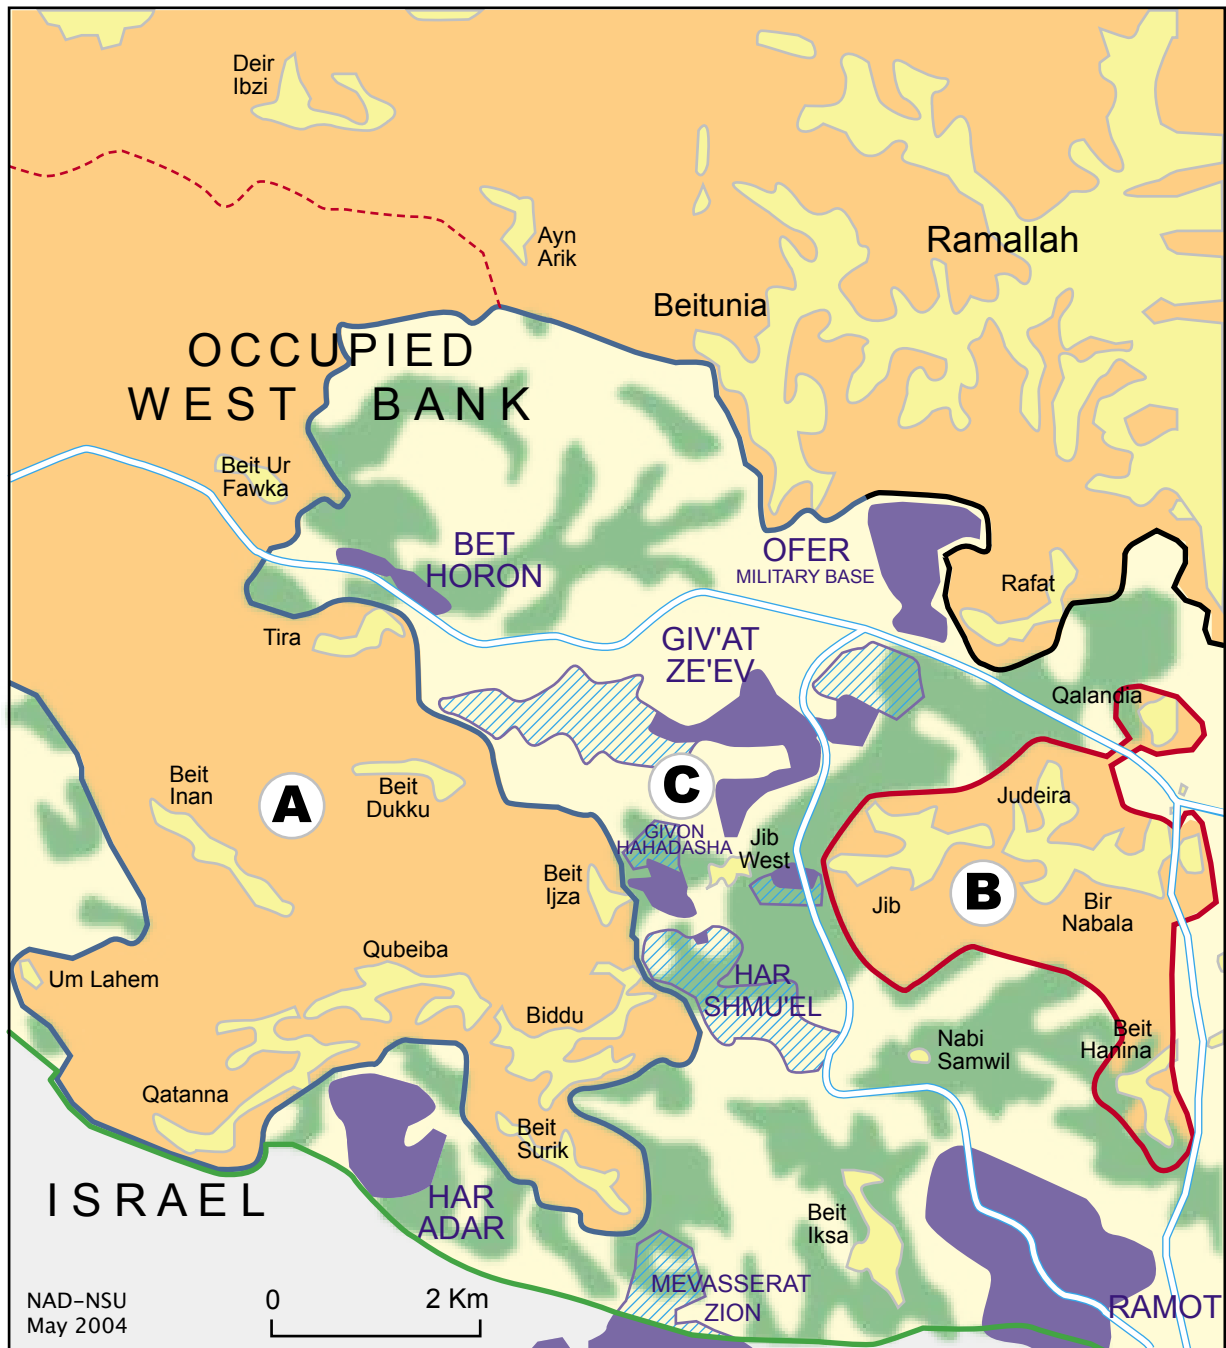 Deir
Ibzi
Ayn
Arik
Ramallah
Beitunia
OCCUPIED
WEST BANK
Beit Ur
Fawka
BET
HORON
OFER
MILITARY BASE
Rafat
Tira
GIV'AT
ZE'EV
Qalandia
Beit
Inan
A
Beit
Dukku
C
Judeira
GIVON
HAHADASHA
Jib
West
Beit
Ijza
Jib
B
Bir
Nabala
Um Lahem
Qubeiba
HAR
SHMU'EL
Biddu
Nabi
Samwil
Beit
Hanina
Qatanna
Beit
Surik
ISRAEL
HAR
ADAR
Beit
Iksa
MEVASSERAT
ZION
RAMOT
NAD-NSU
May 2004
0 2 Km